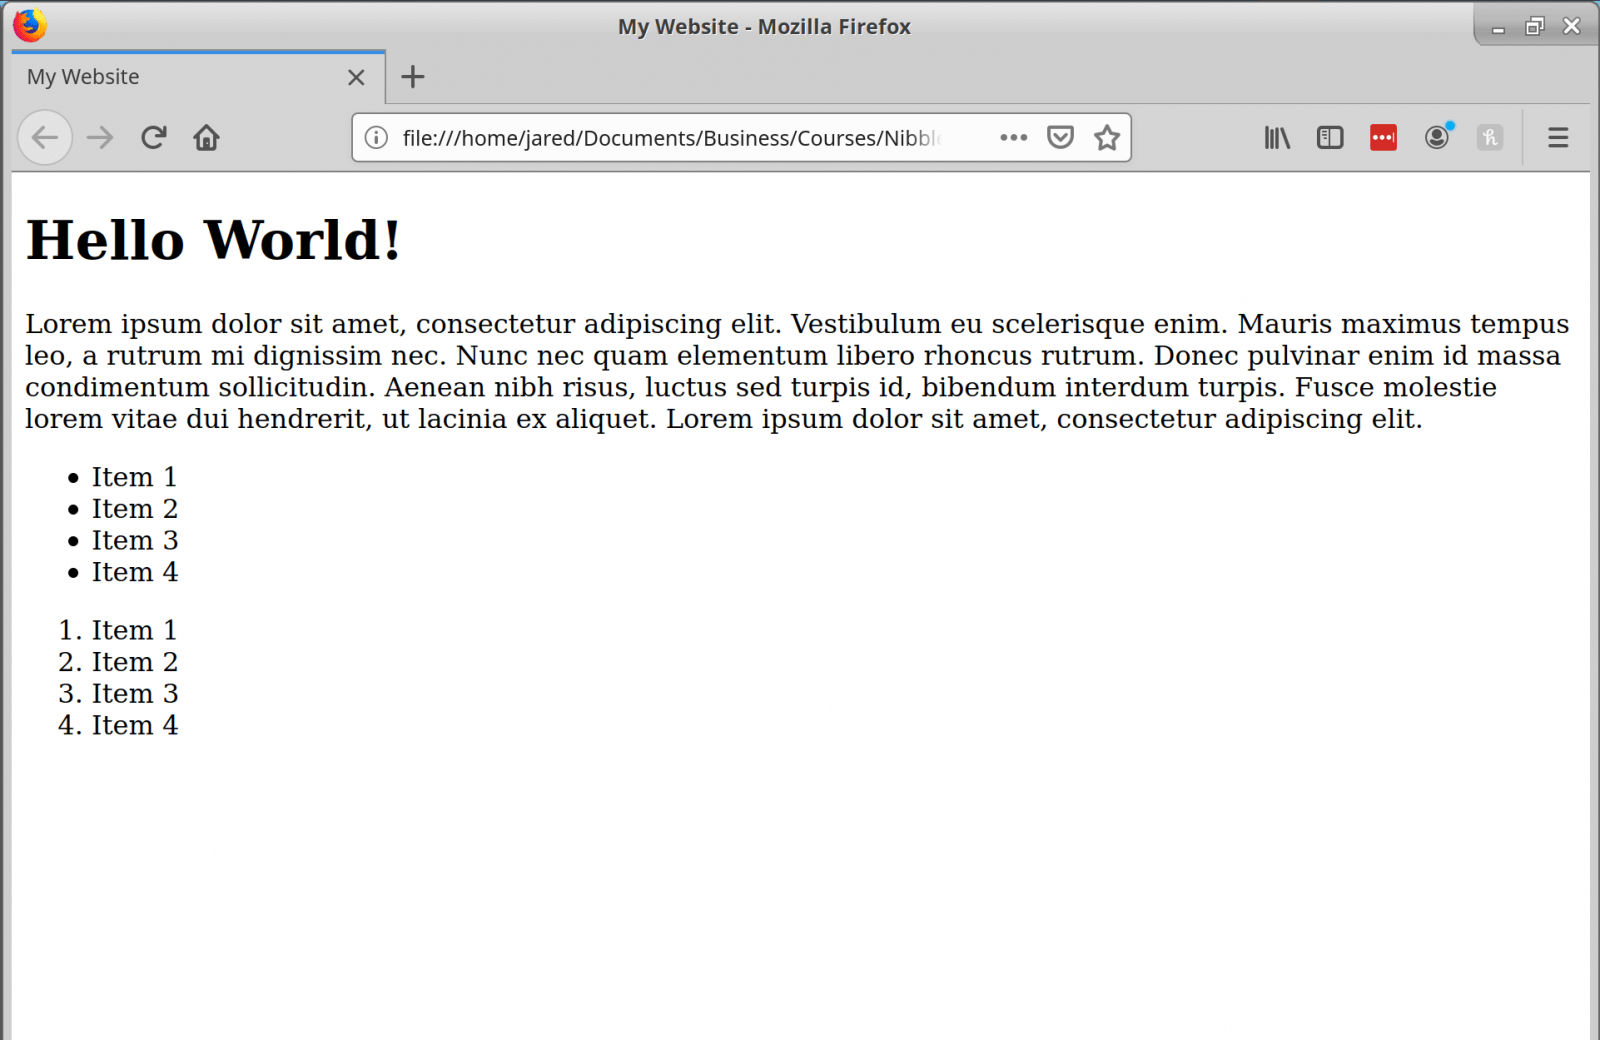 My Website - Mozilla Firefox
My Website
file:///home/jared/Documents/Business/Courses/Nibble
Hello World!
Lorem ipsum dolor sit amet, consectetur adipiscing elit. Vestibulum eu scelerisque enim. Mauris maximus tempus
leo, a rutrum mi dignissim nec. Nunc nec quam elementum libero rhoncus rutrum. Donec pulvinar enim id massa
condimentum sollicitudin. Aenean nibh risus, luctus sed turpis id, bibendum interdum turpis. Fusce molestie
lorem vitae dui hendrerit, ut lacinia ex aliquet. Lorem ipsum dolor sit amet, consectetur adipiscing elit.
• Item 1
• Item 2
• Item 3
• Item 4
1. Item 1
2. Item 2
3. Item 3
4. Item 4